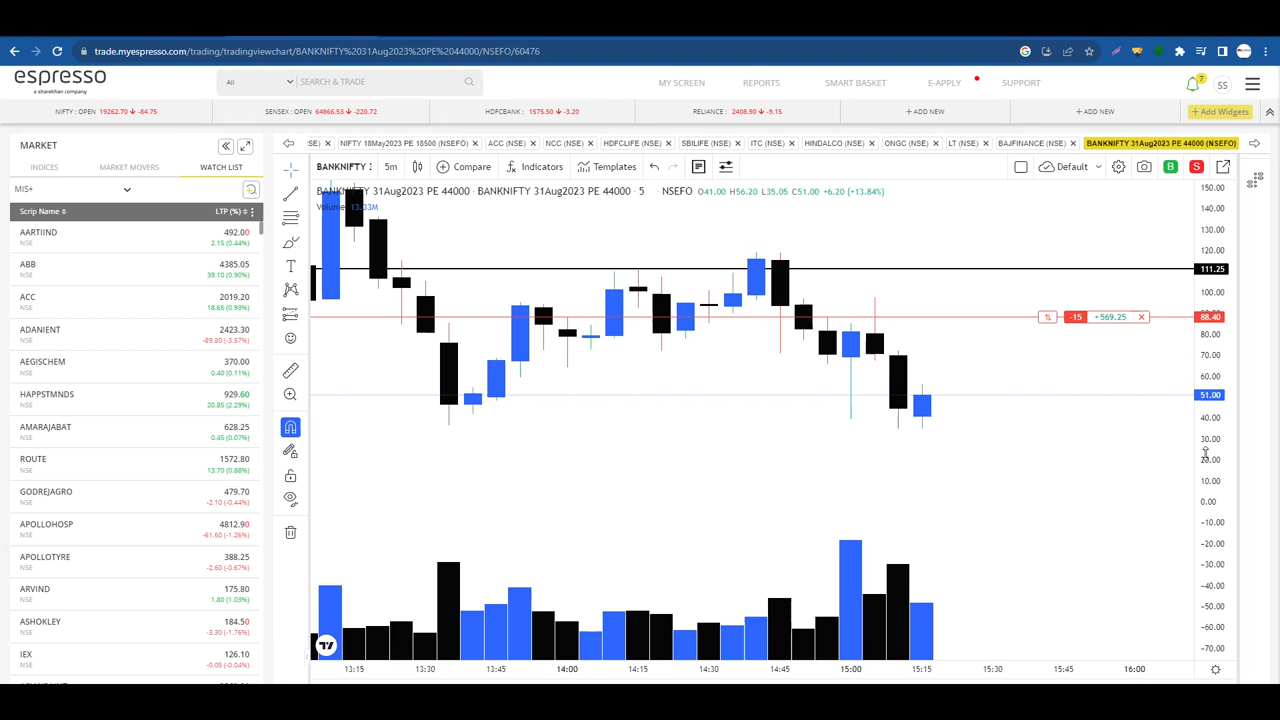 trade.myespresso.com/trading/tradingviewchart/BANKNIFTY%2031Aug2023%20PE%2044000/NSEFO/60476
espresso
a sharekhan company
All
SEARCH & TRADE
MY SCREEN
REPORTS
SMART BASKET
E-APPLY
SUPPORT
7
SS
NIFTY : OPEN 19262.70 -84.75
SENSEX : OPEN 64866.53 -220.72
HDFCBANK : 1575.50 -3.20
RELIANCE : 2408.90 -9.15
+ ADD NEW
+ ADD NEW
+ Add Widgets
MARKET
INDICES
MARKET MOVERS
WATCH LIST
MIS+
Scrip Name
LTP (%)
AARTIIND 492.00
NSE 2.15 (0.44%)
ABB 4385.05
NSE 39.10 (0.90%)
ACC 2019.20
NSE 18.65 (0.93%)
ADANIENT 2423.30
NSE -89.80 (-3.57%)
AEGISCHEM 370.00
NSE 0.40 (0.11%)
HAPPSTMNDS 929.60
NSE 20.85 (2.29%)
AMARAJABAT 628.25
NSE 0.45 (0.07%)
ROUTE 1572.80
NSE 13.70 (0.88%)
GODREJAGRO 479.70
NSE -2.10 (-0.44%)
APOLLOHOSP 4812.90
NSE -61.60 (-1.26%)
APOLLOTYRE 388.25
NSE -2.60 (-0.67%)
ARVIND 175.80
NSE 1.80 (1.03%)
ASHOKLEY 184.50
NSE -3.30 (-1.76%)
IEX 126.10
NSE -0.05 (-0.04%)
SE)
NIFTY 18May2023 PE 18500 (NSEFO)
ACC (NSE)
NCC (NSE)
HDFCLIFE (NSE)
SBILIFE (NSE)
ITC (NSE)
HINDALCO (NSE)
ONGC (NSE)
LT (NSE)
BAJFINANCE (NSE)
BANKNIFTY 31Aug2023 PE 44000 (NSEFO)
BANKNIFTY
5m
Compare
Indicators
Templates
Default
B
S
BANKNIFTY 31Aug2023 PE 44000 · BANKNIFTY 31Aug2023 PE 44000 · 5 NSEFO O41.00 H56.20 L35.05 C51.00 +6.20 (+13.84%)
Volume 13.33M
150.00
140.00
130.00
120.00
111.25
100.00
% -15 +569.25
88.40
80.00
70.00
60.00
51.00
40.00
30.00
20.00
10.00
0.00
-10.00
-20.00
-30.00
-40.00
-50.00
-60.00
-70.00
13:15
13:30
13:45
14:00
14:15
14:30
14:45
15:00
15:15
15:30
15:45
16:00